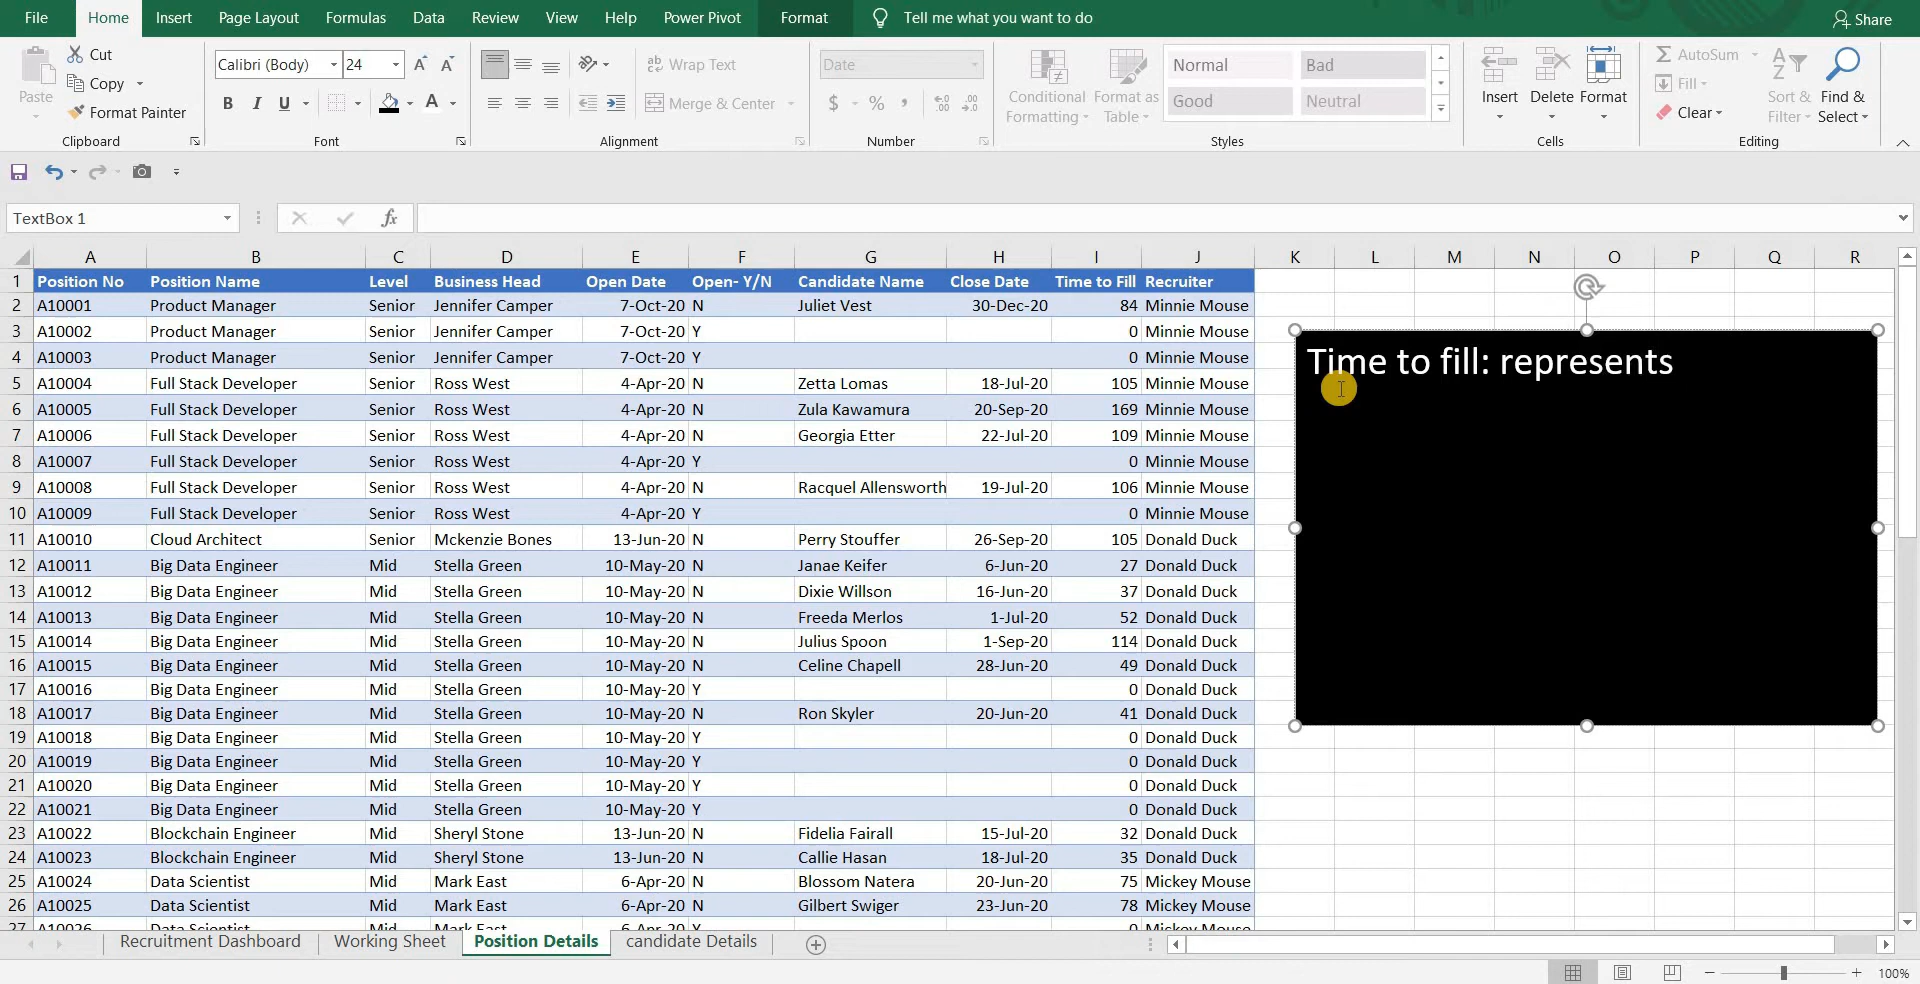 File Home Insert Page Layout Formulas Data Review View Help Power Pivot Format Tell me what you want to do Share
Paste
Cut
Copy
Format Painter
Clipboard
Calibri (Body) 24
B I U A
Font
Wrap Text
Merge & Center
Alignment
Date
$ % ,
Number
Conditional Formatting
Format as Table
Normal Bad
Good Neutral
Styles
Insert Delete Format
Cells
AutoSum
Fill
Clear
Sort & Filter
Find & Select
Editing
TextBox 1 fx
A B C D E F G H I J K L M N O P Q R
1 Position No Position Name Level Business Head Open Date Open- Y/N Candidate Name Close Date Time to Fill Recruiter
2 A10001 Product Manager Senior Jennifer Camper 7-Oct-20 N Juliet Vest 30-Dec-20 84 Minnie Mouse
3 A10002 Product Manager Senior Jennifer Camper 7-Oct-20 Y 0 Minnie Mouse
4 A10003 Product Manager Senior Jennifer Camper 7-Oct-20 Y 0 Minnie Mouse
5 A10004 Full Stack Developer Senior Ross West 4-Apr-20 N Zetta Lomas 18-Jul-20 105 Minnie Mouse
6 A10005 Full Stack Developer Senior Ross West 4-Apr-20 N Zula Kawamura 20-Sep-20 169 Minnie Mouse
7 A10006 Full Stack Developer Senior Ross West 4-Apr-20 N Georgia Etter 22-Jul-20 109 Minnie Mouse
8 A10007 Full Stack Developer Senior Ross West 4-Apr-20 Y 0 Minnie Mouse
9 A10008 Full Stack Developer Senior Ross West 4-Apr-20 N Racquel Allensworth 19-Jul-20 106 Minnie Mouse
10 A10009 Full Stack Developer Senior Ross West 4-Apr-20 Y 0 Minnie Mouse
11 A10010 Cloud Architect Senior Mckenzie Bones 13-Jun-20 N Perry Stouffer 26-Sep-20 105 Donald Duck
12 A10011 Big Data Engineer Mid Stella Green 10-May-20 N Janae Keifer 6-Jun-20 27 Donald Duck
13 A10012 Big Data Engineer Mid Stella Green 10-May-20 N Dixie Willson 16-Jun-20 37 Donald Duck
14 A10013 Big Data Engineer Mid Stella Green 10-May-20 N Freeda Merlos 1-Jul-20 52 Donald Duck
15 A10014 Big Data Engineer Mid Stella Green 10-May-20 N Julius Spoon 1-Sep-20 114 Donald Duck
16 A10015 Big Data Engineer Mid Stella Green 10-May-20 N Celine Chapell 28-Jun-20 49 Donald Duck
17 A10016 Big Data Engineer Mid Stella Green 10-May-20 Y 0 Donald Duck
18 A10017 Big Data Engineer Mid Stella Green 10-May-20 N Ron Skyler 20-Jun-20 41 Donald Duck
19 A10018 Big Data Engineer Mid Stella Green 10-May-20 Y 0 Donald Duck
20 A10019 Big Data Engineer Mid Stella Green 10-May-20 Y 0 Donald Duck
21 A10020 Big Data Engineer Mid Stella Green 10-May-20 Y 0 Donald Duck
22 A10021 Big Data Engineer Mid Stella Green 10-May-20 Y 0 Donald Duck
23 A10022 Blockchain Engineer Mid Sheryl Stone 13-Jun-20 N Fidelia Fairall 15-Jul-20 32 Donald Duck
24 A10023 Blockchain Engineer Mid Sheryl Stone 13-Jun-20 N Callie Hasan 18-Jul-20 35 Donald Duck
25 A10024 Data Scientist Mid Mark East 6-Apr-20 N Blossom Natera 20-Jun-20 75 Mickey Mouse
26 A10025 Data Scientist Mid Mark East 6-Apr-20 N Gilbert Swiger 23-Jun-20 78 Mickey Mouse
27 A10026 Data Scientist Mid Mark East 6-Apr-20 Y 0 Mickey Mouse
Time to fill: represents
Recruitment Dashboard Working Sheet Position Details candidate Details
100%